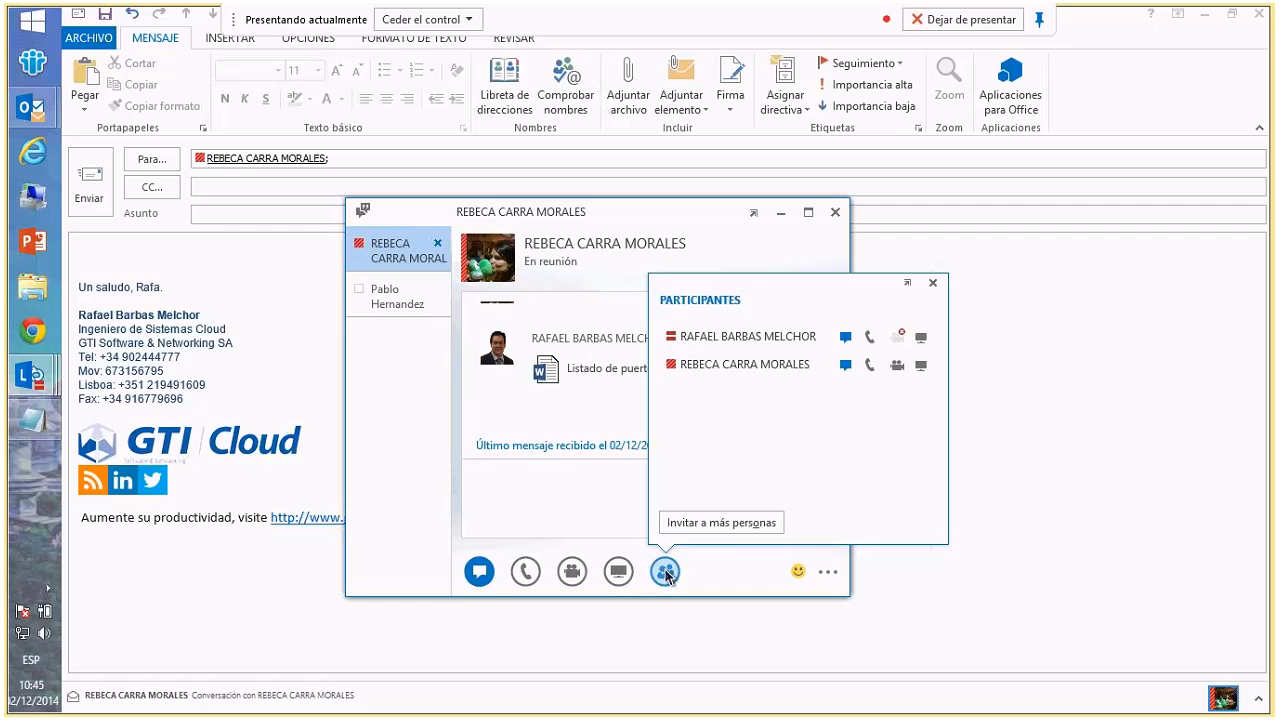 Presentando actualmente
Ceder el control
Dejar de presentar
ARCHIVO
MENSAJE
INSERTAR
OPCIONES
FORMATO DE TEXTO
REVISAR
Pegar
Cortar
Copiar
Copiar formato
Portapapeles
11
N K S
Texto básico
Libreta de direcciones
Comprobar nombres
Nombres
Adjuntar archivo
Adjuntar elemento
Firma
Incluir
Asignar directiva
Seguimiento
Importancia alta
Importancia baja
Etiquetas
Zoom
Zoom
Aplicaciones para Office
Aplicaciones
Enviar
Para...
REBECA CARRA MORALES;
CC...
Asunto
Un saludo, Rafa.
Rafael Barbas Melchor
Ingeniero de Sistemas Cloud
GTI Software & Networking SA
Tel: +34 902444777
Mov: 673156795
Lisboa: +351 219491609
Fax: +34 916779696
GTI Cloud
Aumente su productividad, visite http://www.
REBECA CARRA MORALES
REBECA
CARRA MORAL
Pablo
Hernandez
REBECA CARRA MORALES
En reunión
RAFAEL BARBAS MELCH
Listado de puert
Último mensaje recibido el 02/12/20
PARTICIPANTES
RAFAEL BARBAS MELCHOR
REBECA CARRA MORALES
Invitar a más personas
ESP
10:45
02/12/2014
REBECA CARRA MORALES Conversación con REBECA CARRA MORALES